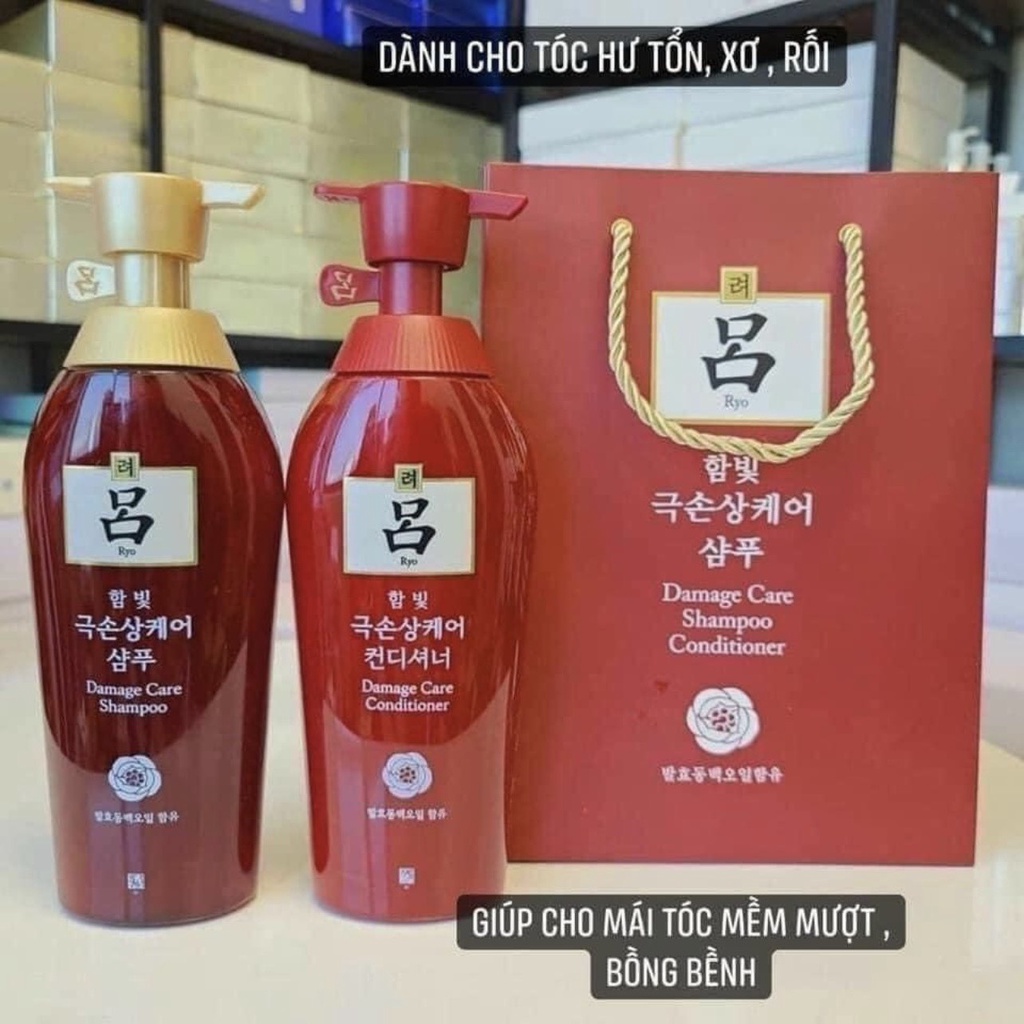 DÀNH CHO TÓC HƯ TỔN, XƠ , RỐI
려
呂
Ryo
함빛
극손상케어
샴푸
Damage Care
Shampoo
발효동백오일 함유
려
呂
Ryo
함빛
극손상케어
컨디셔너
Damage Care
Conditioner
발효동백오일 함유
려
呂
Ryo
함빛
극손상케어
샴푸
Damage Care
Shampoo
Conditioner
발효동백오일함유
GIÚP CHO MÁI TÓC MỀM MƯỢT ,
BỒNG BỀNH